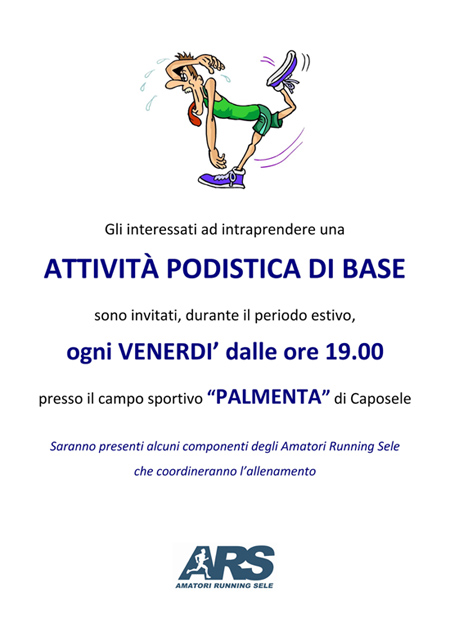 Gli interessati ad intraprendere una
ATTIVITÀ PODISTICA DI BASE
sono invitati, durante il periodo estivo,
ogni VENERDI’ dalle ore 19.00
presso il campo sportivo “PALMENTA” di Caposele
Saranno presenti alcuni componenti degli Amatori Running Sele
che coordineranno l’allenamento
ARS
AMATORI RUNNING SELE